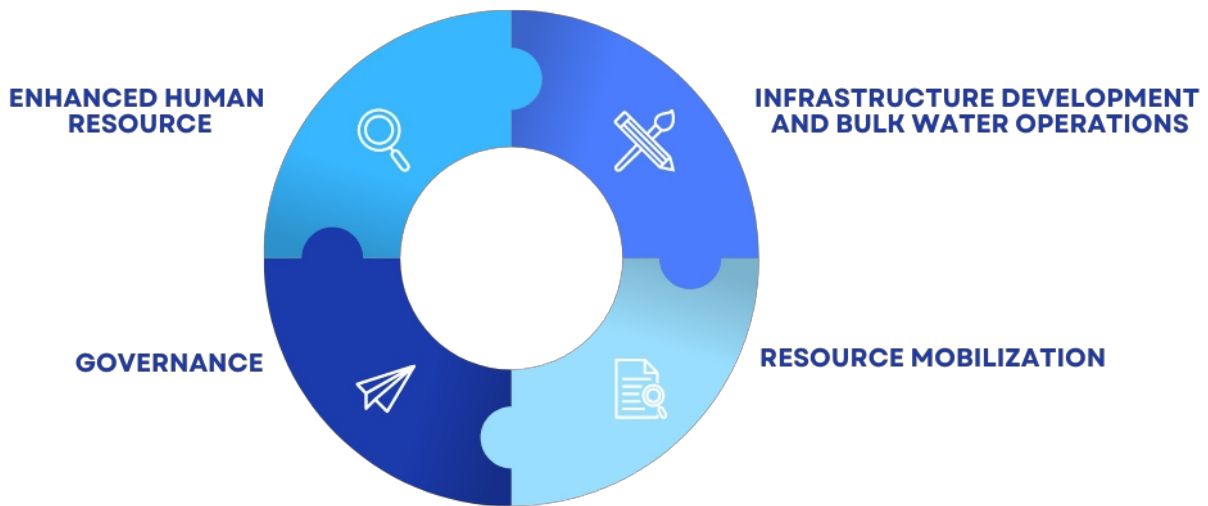 ENHANCED HUMAN
RESOURCE
INFRASTRUCTURE DEVELOPMENT
AND BULK WATER OPERATIONS
GOVERNANCE
RESOURCE MOBILIZATION